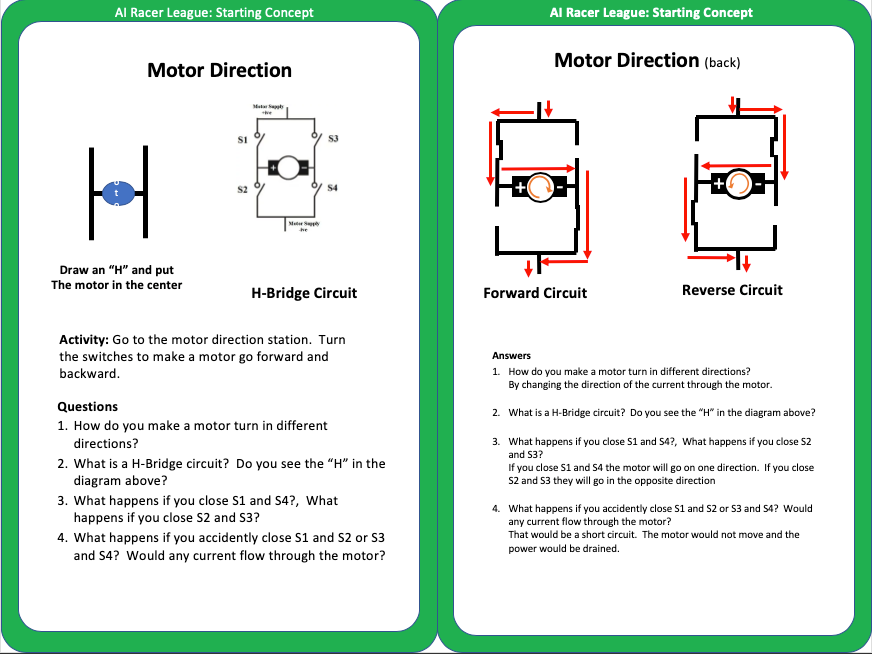 AI Racer League: Starting Concept
Motor Direction
Motor Supply
+ive
S1
S3
+
-
S2
S4
Motor Supply
-ive
o
t
o
Draw an “H” and put
The motor in the center
H-Bridge Circuit
Activity: Go to the motor direction station.  Turn
the switches to make a motor go forward and
backward.
Questions
1. How do you make a motor turn in different
directions?
2. What is a H-Bridge circuit?  Do you see the “H” in the
diagram above?
3. What happens if you close S1 and S4?,  What
happens if you close S2 and S3?
4. What happens if you accidently close S1 and S2 or S3
and S4?  Would any current flow through the motor?
AI Racer League: Starting Concept
Motor Direction (back)
+
-
+
-
Forward Circuit
Reverse Circuit
Answers
1. How do you make a motor turn in different directions?
By changing the direction of the current through the motor.
2. What is a H-Bridge circuit?  Do you see the “H” in the diagram above?
3. What happens if you close S1 and S4?,  What happens if you close S2
and S3?
If you close S1 and S4 the motor will go on one direction.  If you close
S2 and S3 they will go in the opposite direction
4. What happens if you accidently close S1 and S2 or S3 and S4?  Would
any current flow through the motor?
That would be a short circuit.  The motor would not move and the
power would be drained.